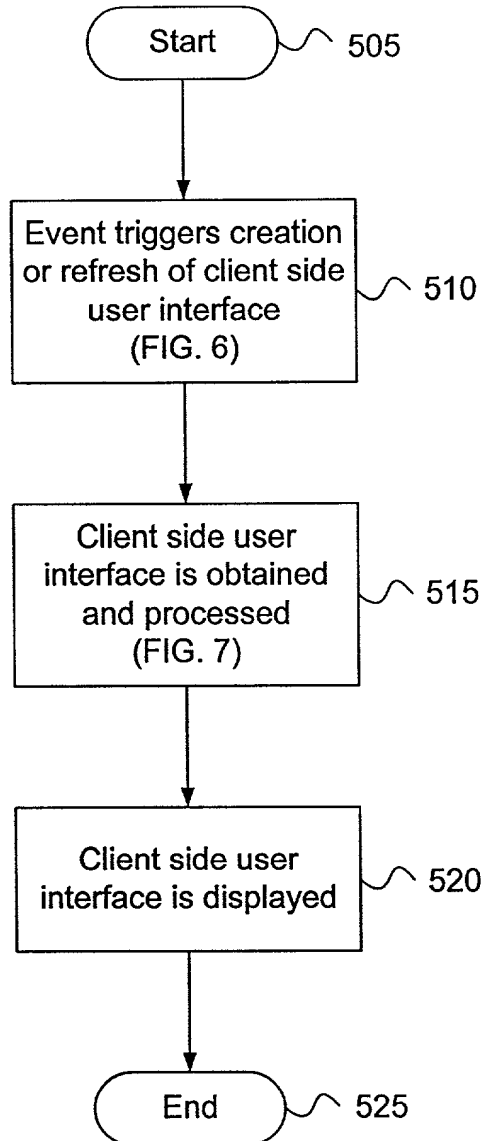 Start
505
Event triggers creation
or refresh of client side
user interface
(FIG. 6)
510
Client side user
interface is obtained
and processed
(FIG. 7)
515
Client side user
interface is displayed
520
End
525